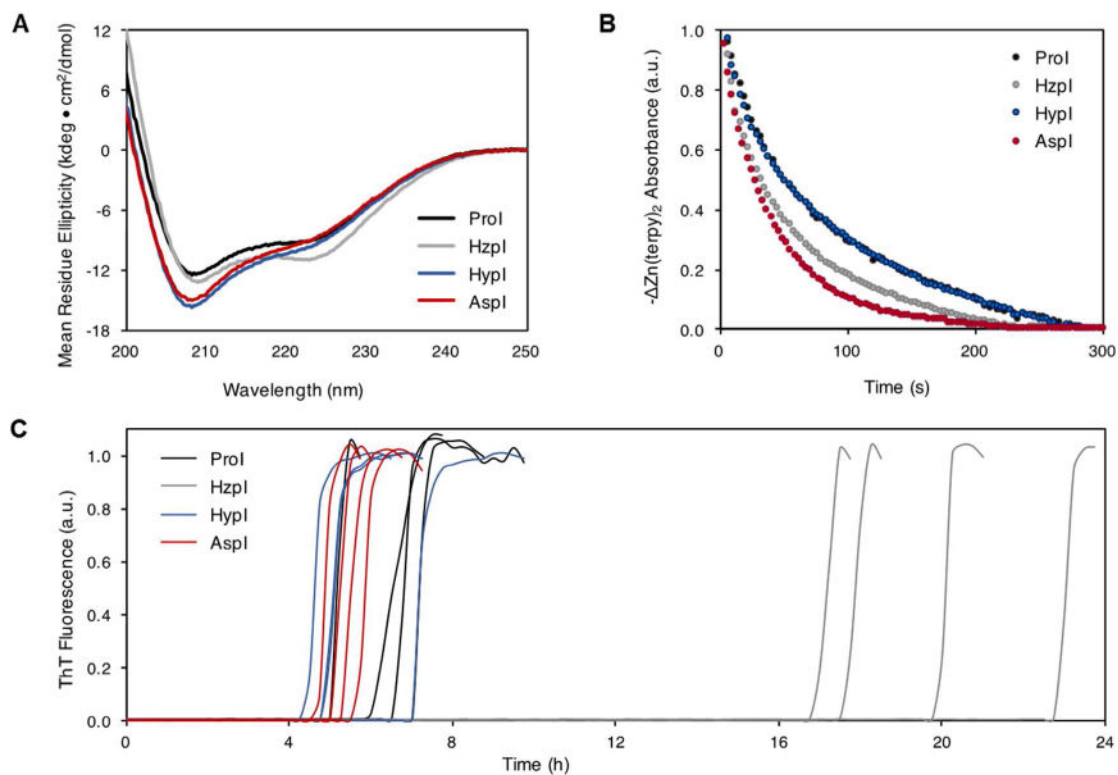 A
12
6
0
-6
-12
-18
Mean Residue Ellipticity (kdeg • cm²/dmol)
ProI
HzpI
HypI
AspI
200
210
220
230
240
250
Wavelength (nm)
B
1.0
0.8
0.6
0.4
0.2
0.0
-ΔZn(terpy)₂ Absorbance (a.u.)
ProI
HzpI
HypI
AspI
0
100
200
300
Time (s)
C
1.0
0.8
0.6
0.4
0.2
0.0
ThT Fluorescence (a.u.)
ProI
HzpI
HypI
AspI
0
4
8
12
16
20
24
Time (h)